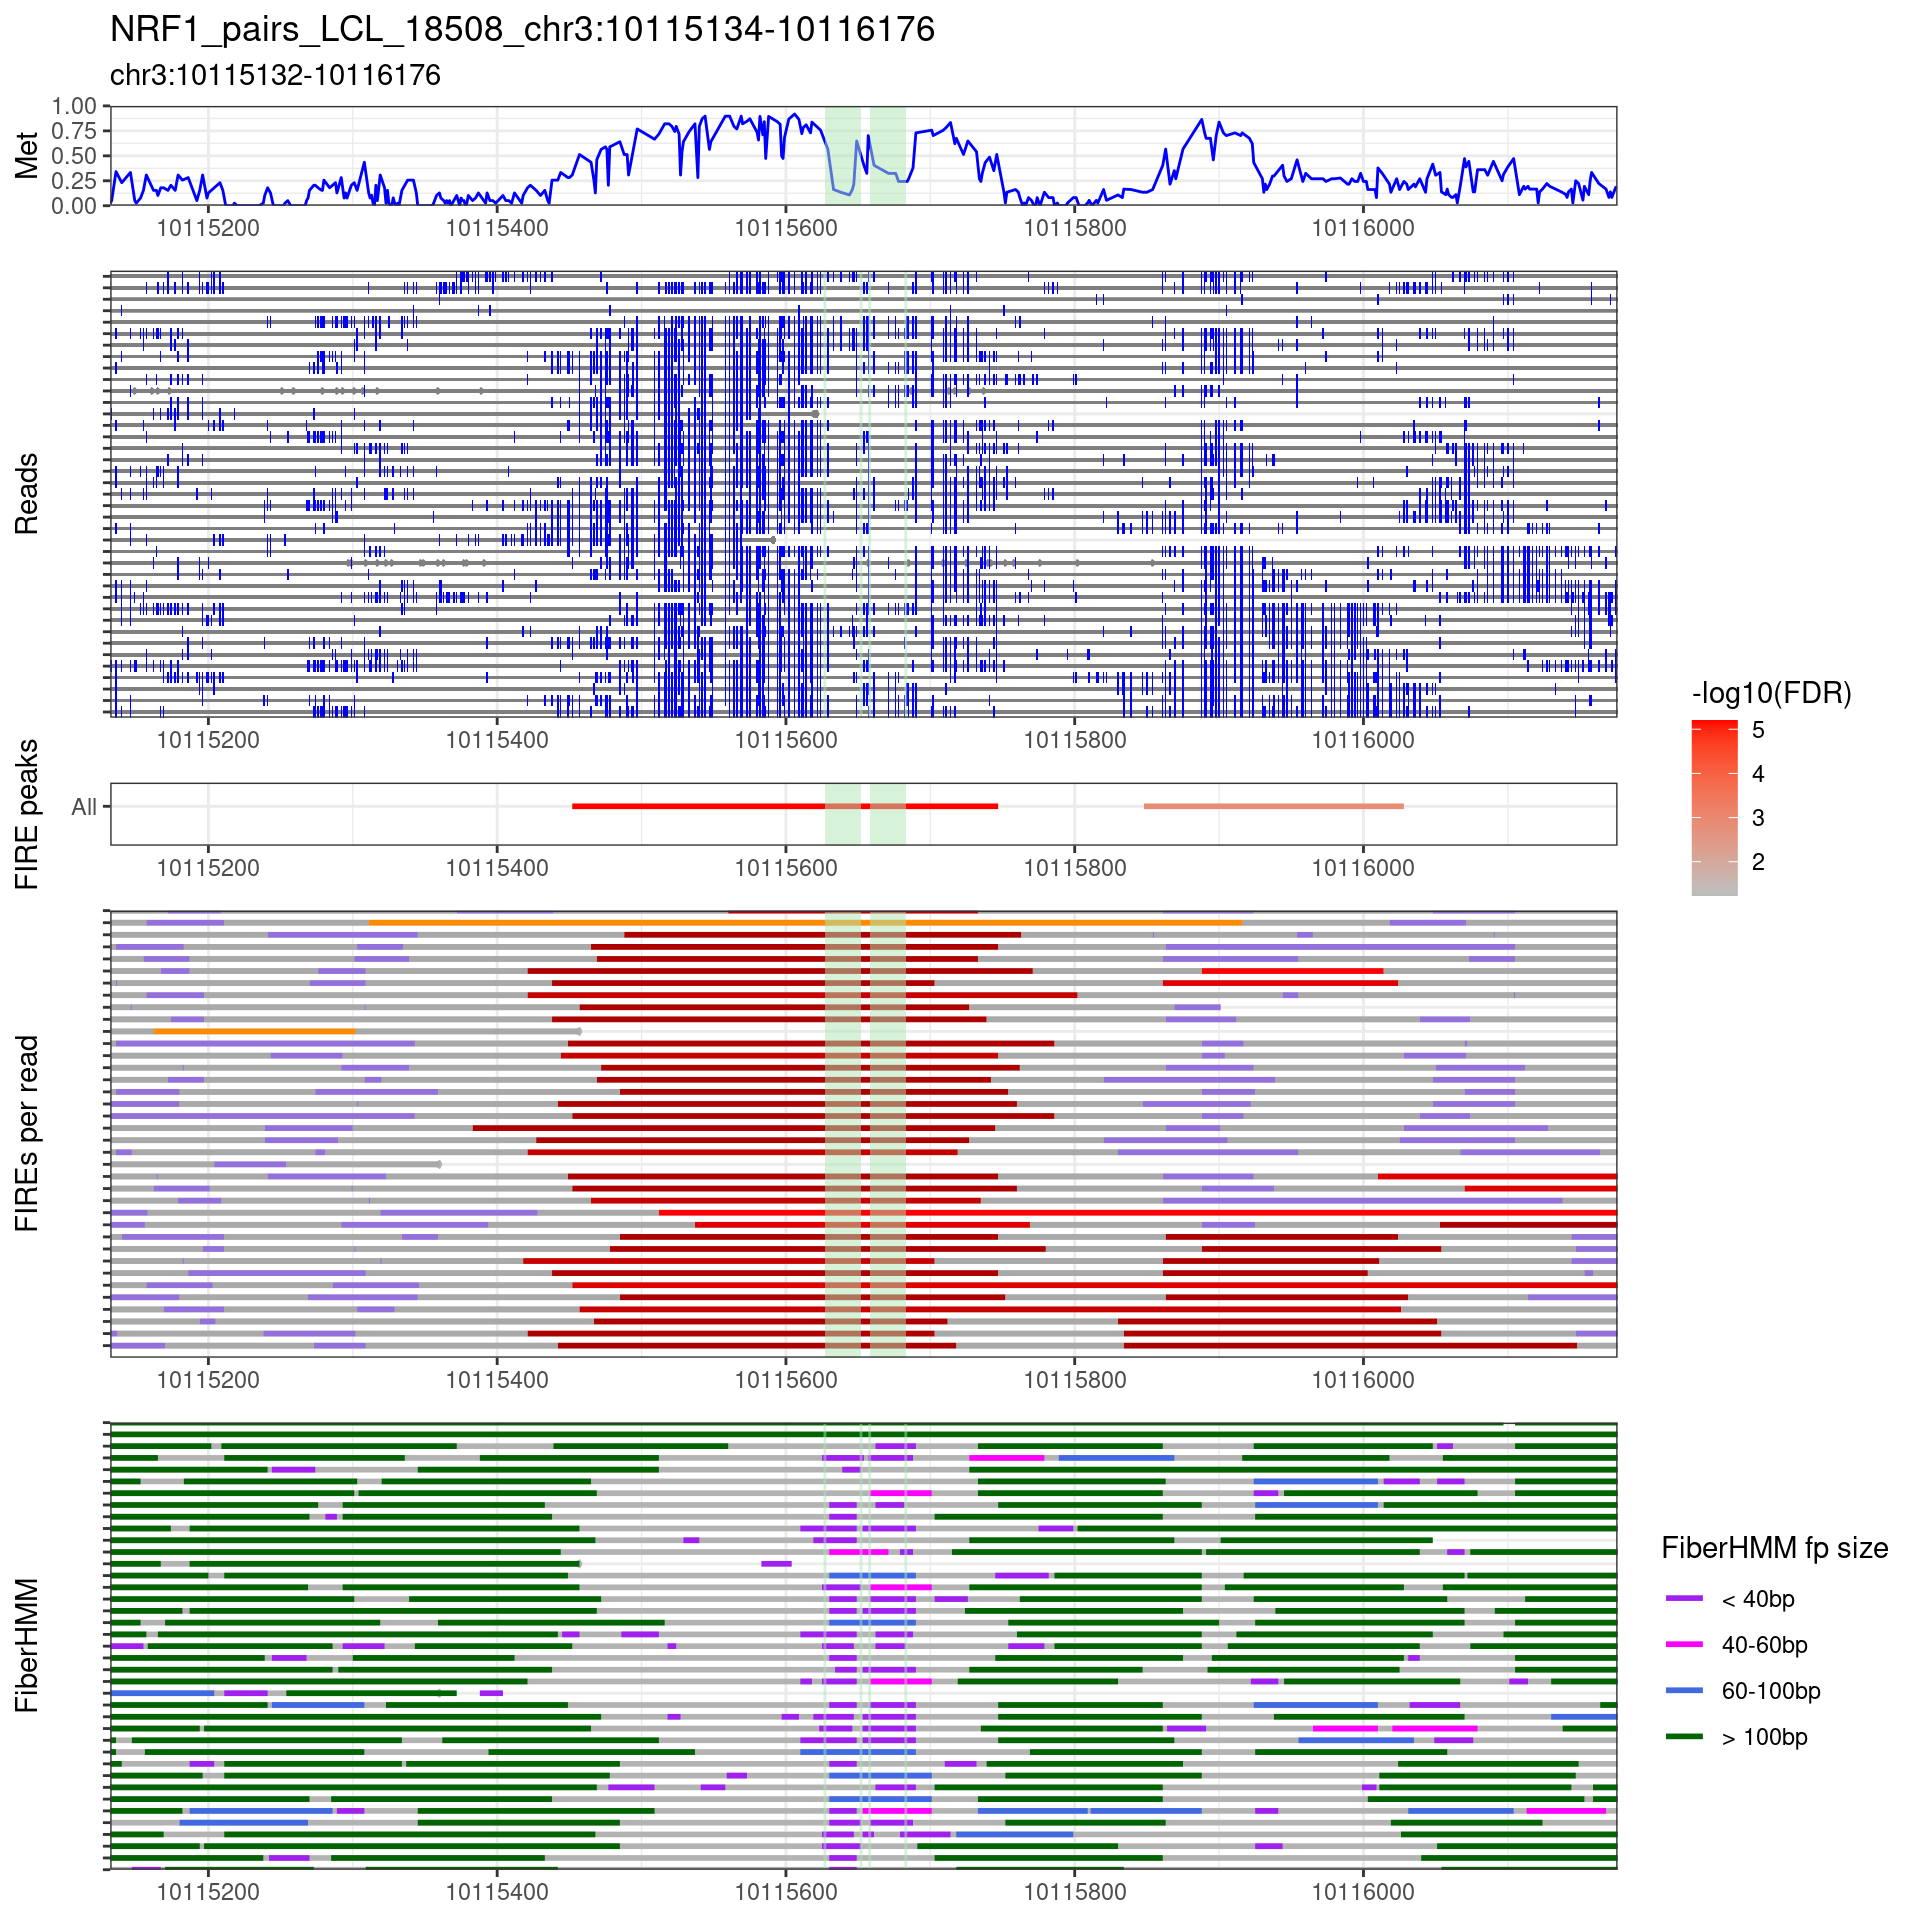 NRF1_pairs_LCL_18508_chr3:10115134-10116176
chr3:10115132-10116176
Met
1.00
0.75
0.50
0.25
0.00
10115200 10115400 10115600 10115800 10116000
Reads
10115200 10115400 10115600 10115800 10116000
FIRE peaks
All
10115200 10115400 10115600 10115800 10116000
-log10(FDR)
5
4
3
2
FIREs per read
10115200 10115400 10115600 10115800 10116000
FiberHMM
10115200 10115400 10115600 10115800 10116000
FiberHMM fp size
< 40bp
40-60bp
60-100bp
> 100bp